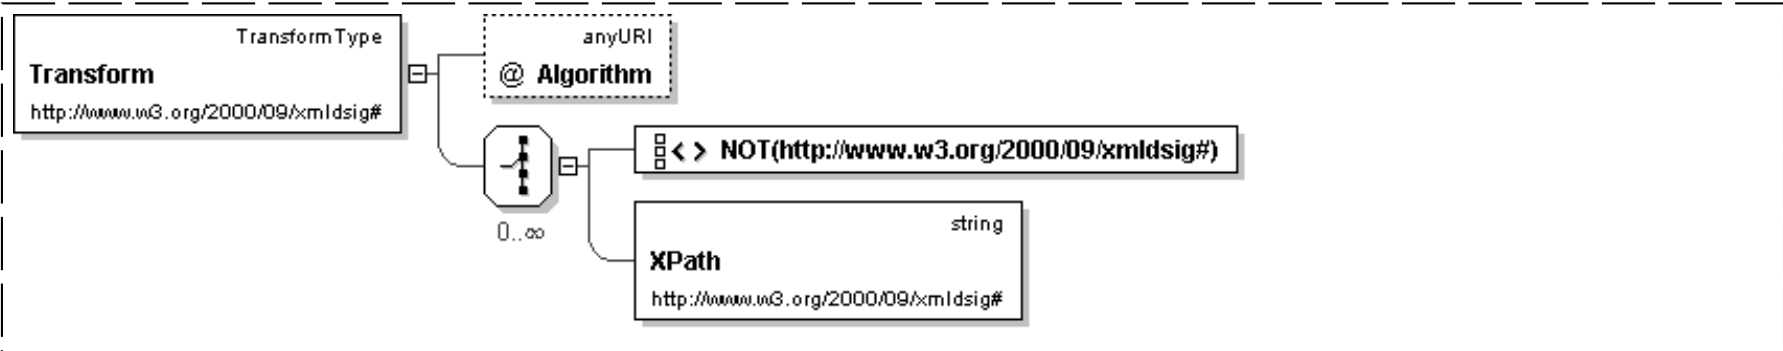 TransformType
Transform
http://www.w3.org/2000/09/xmldsig#
anyURI
@ Algorithm
< > NOT(http://www.w3.org/2000/09/xmldsig#)
0..∞
string
XPath
http://www.w3.org/2000/09/xmldsig#